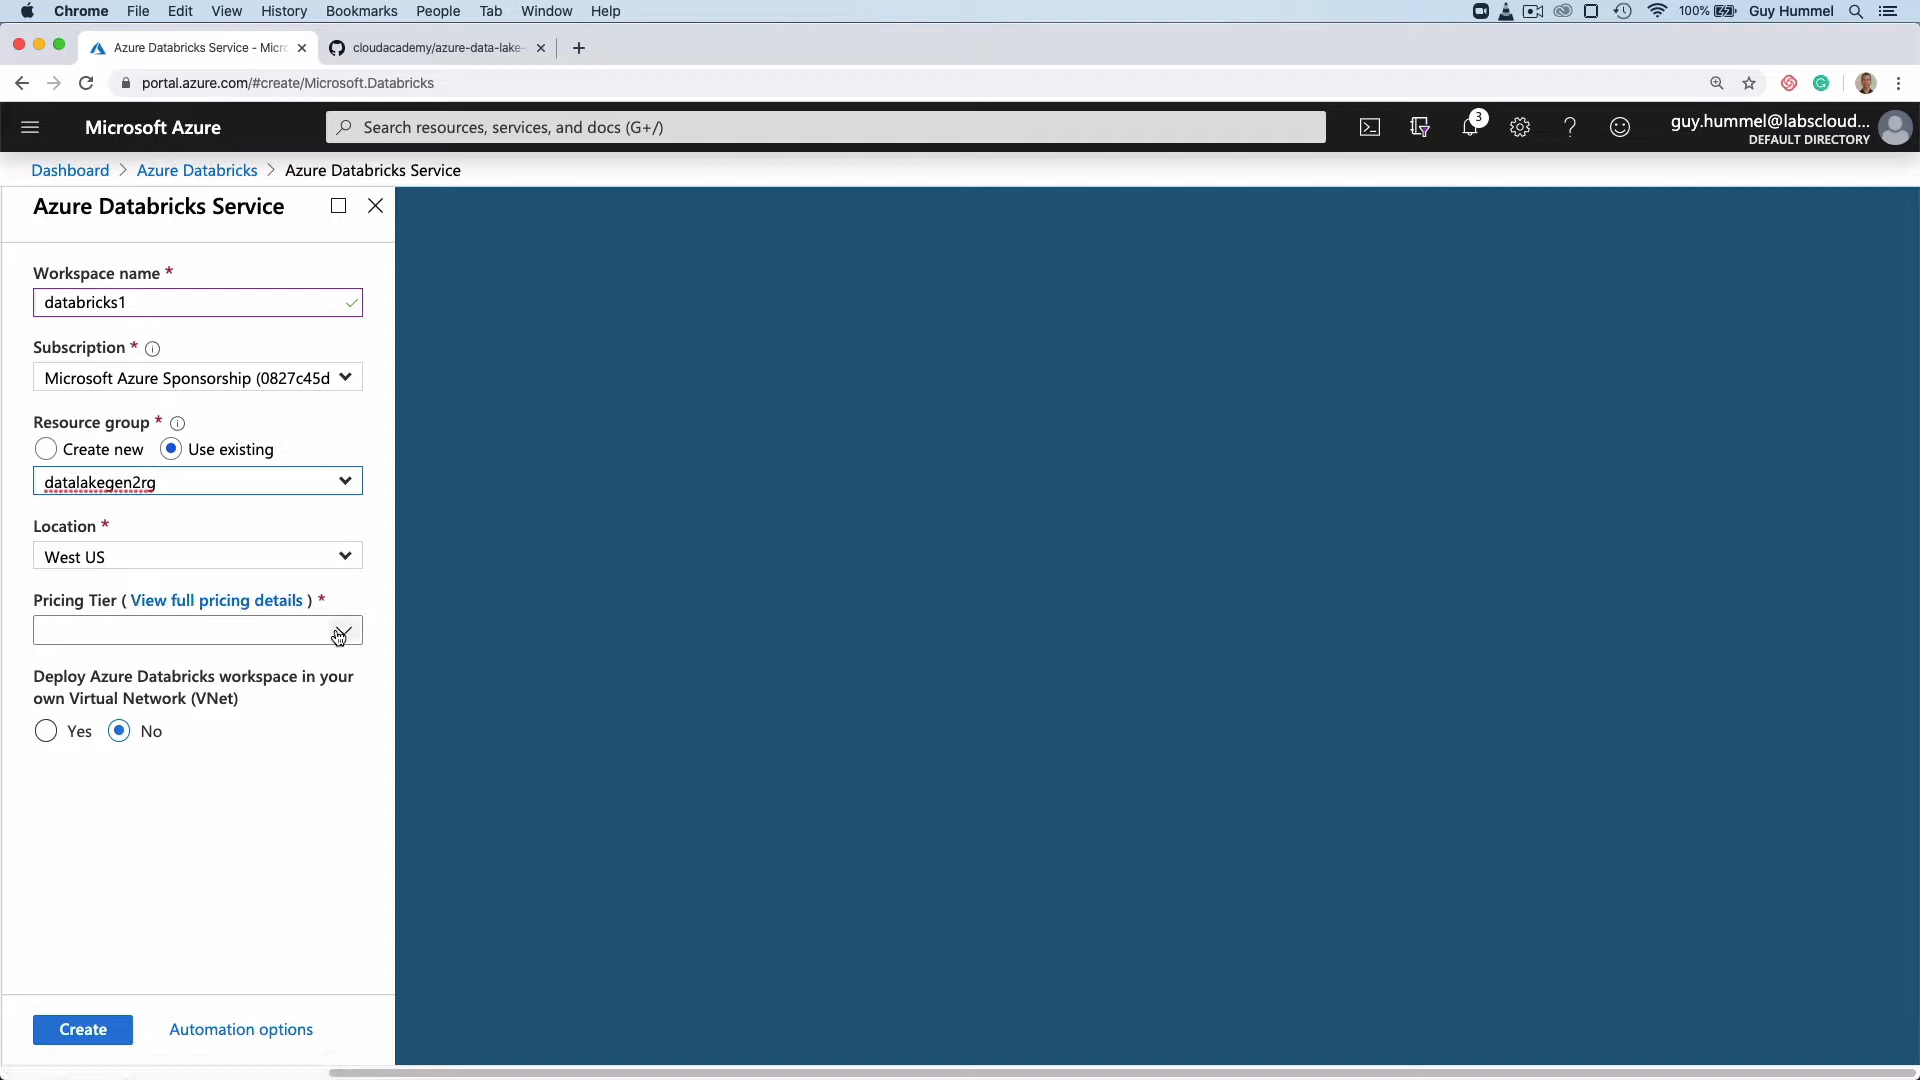 Chrome File Edit View History Bookmarks People Tab Window Help 100% Guy Hummel
Azure Databricks Service - Micro cloudacademy/azure-data-lake-
portal.azure.com/#create/Microsoft.Databricks
Microsoft Azure Search resources, services, and docs (G+/) 3 guy.hummel@labscloud...
DEFAULT DIRECTORY
Dashboard > Azure Databricks > Azure Databricks Service
Azure Databricks Service
Workspace name *
databricks1
Subscription *
Microsoft Azure Sponsorship (0827c45d
Resource group *
Create new Use existing
datalakegen2rg
Location *
West US
Pricing Tier ( View full pricing details ) *
Deploy Azure Databricks workspace in your
own Virtual Network (VNet)
Yes No
Create Automation options